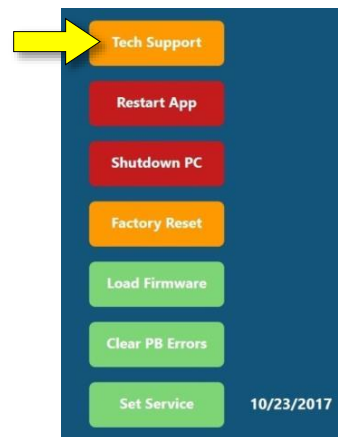 Tech Support
Restart App
Shutdown PC
Factory Reset
Load Firmware
Clear PB Errors
Set Service 10/23/2017